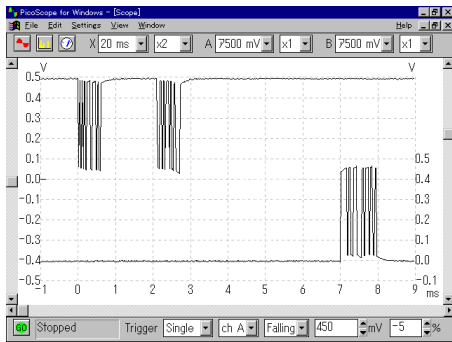 PicoScope for Windows - [Scope]
File Edit Settings View Window Help
X 20 ms x2 A 7500 mV x1 B 7500 mV x1
V V
0.5
0.4
0.3
0.2
0.1 0.5
0.0 0.4
-0.1 0.3
-0.2 0.2
-0.3 0.1
-0.4 0.0
-0.5 -0.1
-1 0 1 2 3 4 5 6 7 8 9 ms
GO Stopped Trigger Single ch A Falling 450 mV -5 %